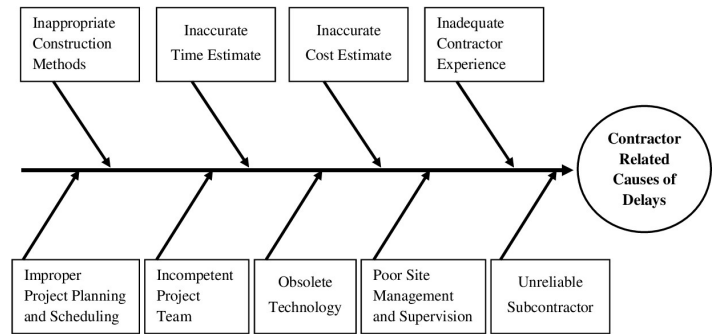 Inappropriate
Construction
Methods
Inaccurate
Time Estimate
Inaccurate
Cost Estimate
Inadequate
Contractor
Experience
Contractor
Related
Causes of
Delays
Improper
Project Planning
and Scheduling
Incompetent
Project
Team
Obsolete
Technology
Poor Site
Management
and Supervision
Unreliable
Subcontractor